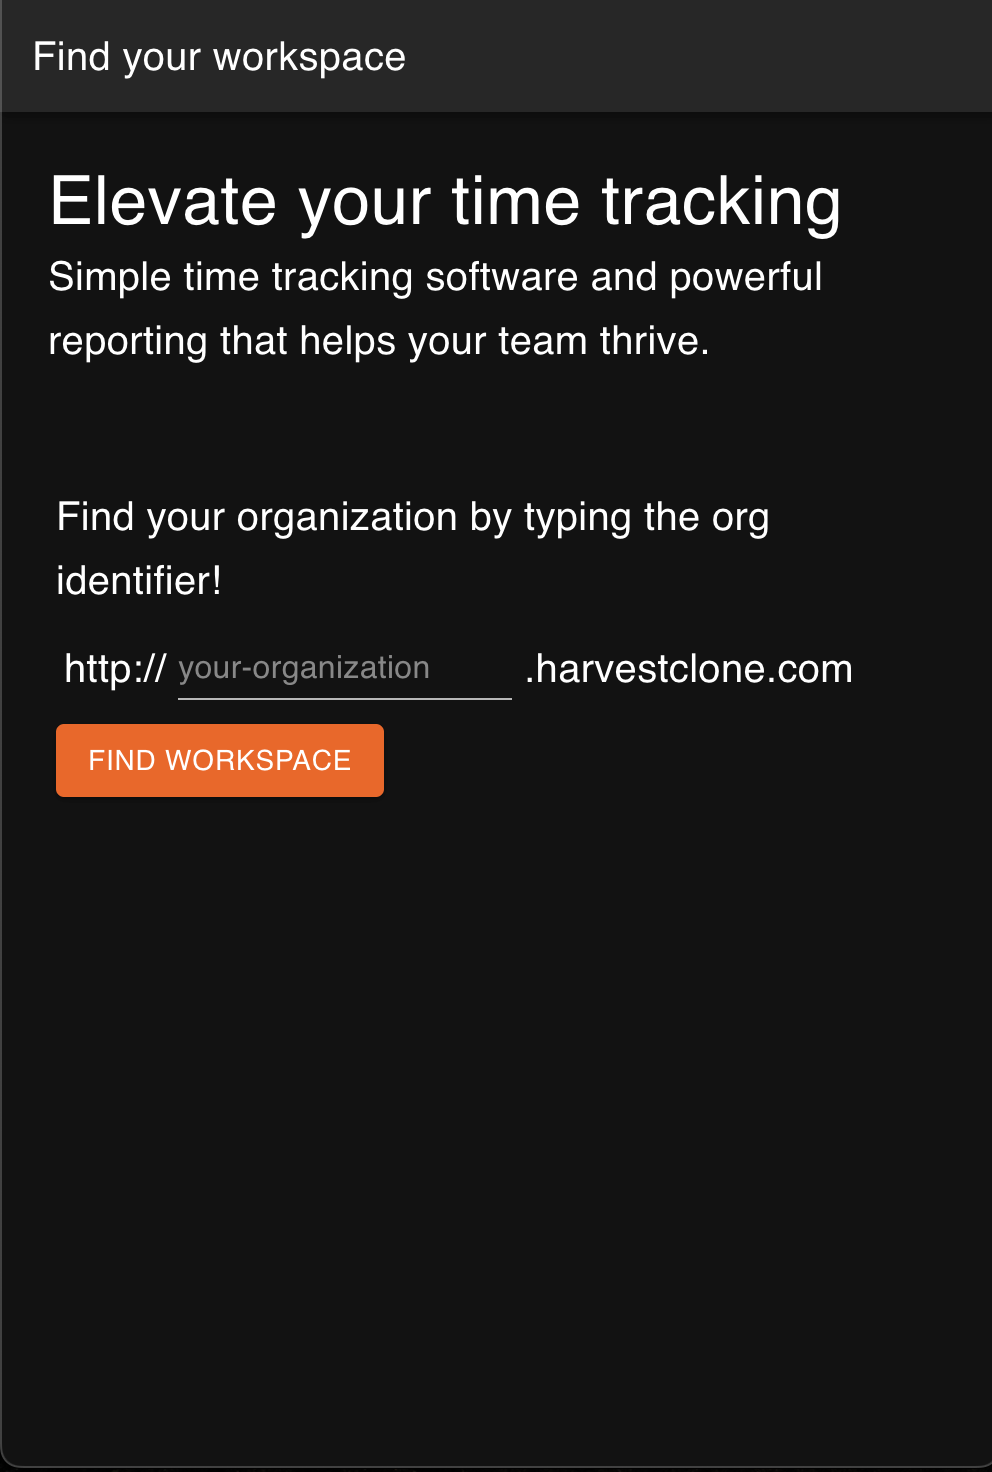 Find your workspace
Elevate your time tracking
Simple time tracking software and powerful
reporting that helps your team thrive.
Find your organization by typing the org
identifier!
http:// your-organization .harvestclone.com
FIND WORKSPACE